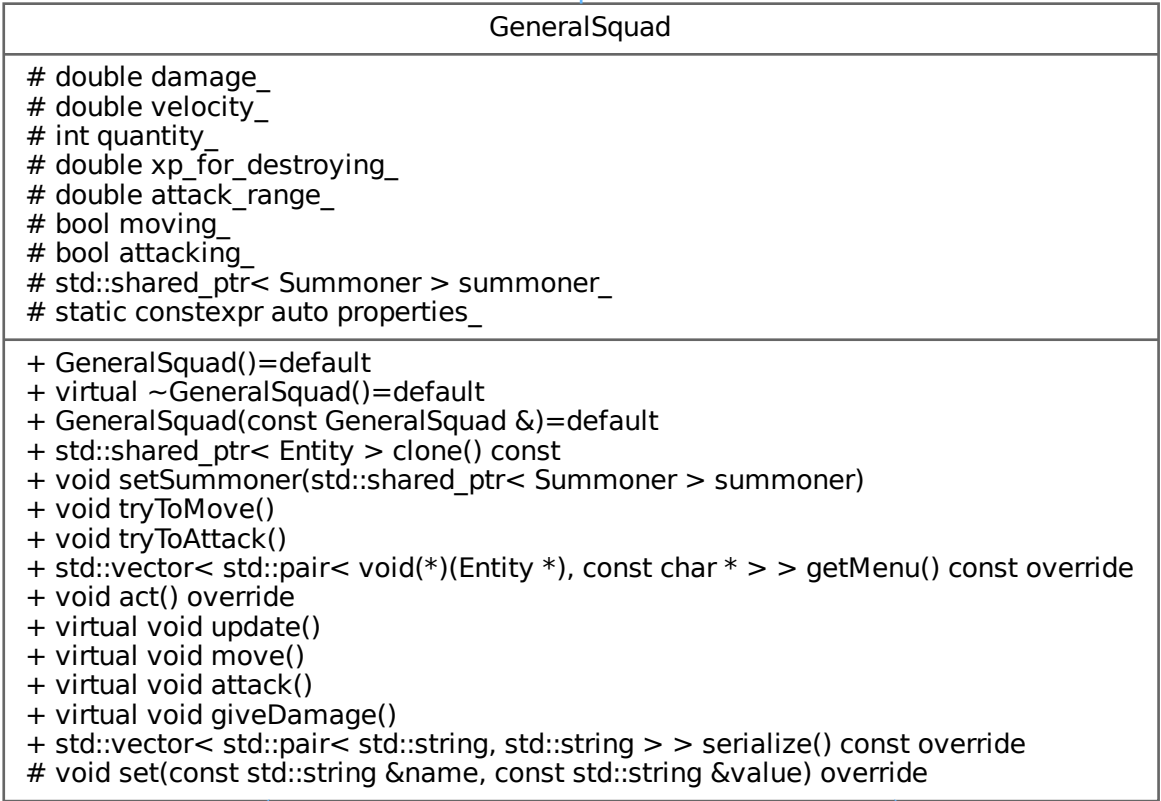 GeneralSquad
# double damage_
# double velocity_
# int quantity_
# double xp_for_destroying_
# double attack_range_
# bool moving_
# bool attacking_
# std::shared_ptr< Summoner > summoner_
# static constexpr auto properties_
+ GeneralSquad()=default
+ virtual ~GeneralSquad()=default
+ GeneralSquad(const GeneralSquad &)=default
+ std::shared_ptr< Entity > clone() const
+ void setSummoner(std::shared_ptr< Summoner > summoner)
+ void tryToMove()
+ void tryToAttack()
+ std::vector< std::pair< void(*)(Entity *), const char * > > getMenu() const override
+ void act() override
+ virtual void update()
+ virtual void move()
+ virtual void attack()
+ virtual void giveDamage()
+ std::vector< std::pair< std::string, std::string > > serialize() const override
# void set(const std::string &name, const std::string &value) override